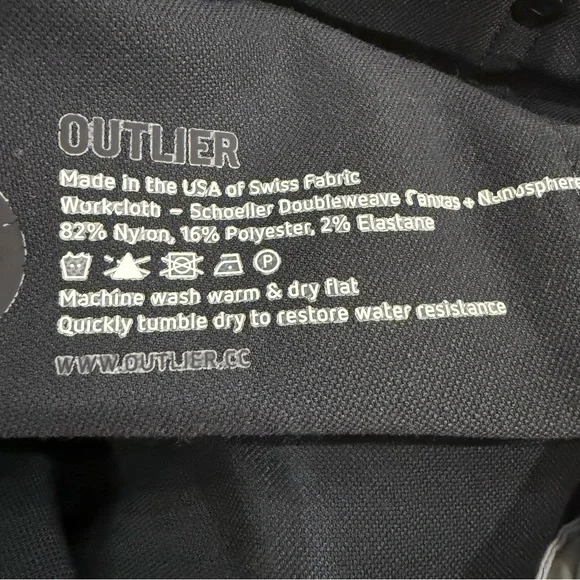 OUTLIER
Made in the USA of Swiss Fabric
Workcloth – Schoeller Doubleweave Canvas + Nanosphere
82% Nylon, 16% Polyester, 2% Elastane
P
Machine wash warm & dry flat
Quickly tumble dry to restore water resistance
WWW.OUTLIER.CC